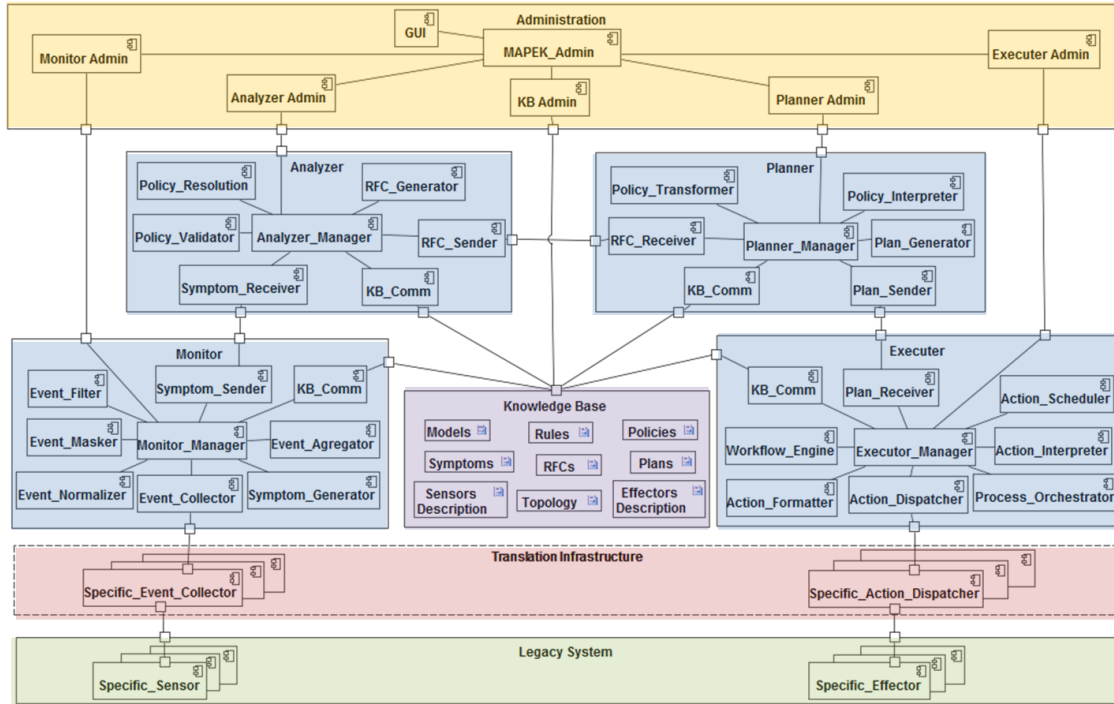 Administration
GUI
Monitor Admin
MAPEK_Admin
Executer Admin
Analyzer Admin
KB Admin
Planner Admin
Analyzer
Policy_Resolution
RFC_Generator
Policy_Validator
Analyzer_Manager
RFC_Sender
Symptom_Receiver
KB_Comm
Planner
Policy_Transformer
Policy_Interpreter
RFC_Receiver
Planner_Manager
Plan_Generator
KB_Comm
Plan_Sender
Monitor
Event_Filter
Symptom_Sender
KB_Comm
Event_Masker
Monitor_Manager
Event_Agregator
Event_Normalizer
Event_Collector
Symptom_Generator
Knowledge Base
Models
Rules
Policies
Symptoms
RFCs
Plans
Sensors
Description
Topology
Effectors
Description
Executer
KB_Comm
Plan_Receiver
Action_Scheduler
Workflow_Engine
Executor_Manager
Action_Interpreter
Action_Formatter
Action_Dispatcher
Process_Orchestrator
Translation Infrastructure
Specific_Event_Collector
Specific_Action_Dispatcher
Legacy System
Specific_Sensor
Specific_Effector